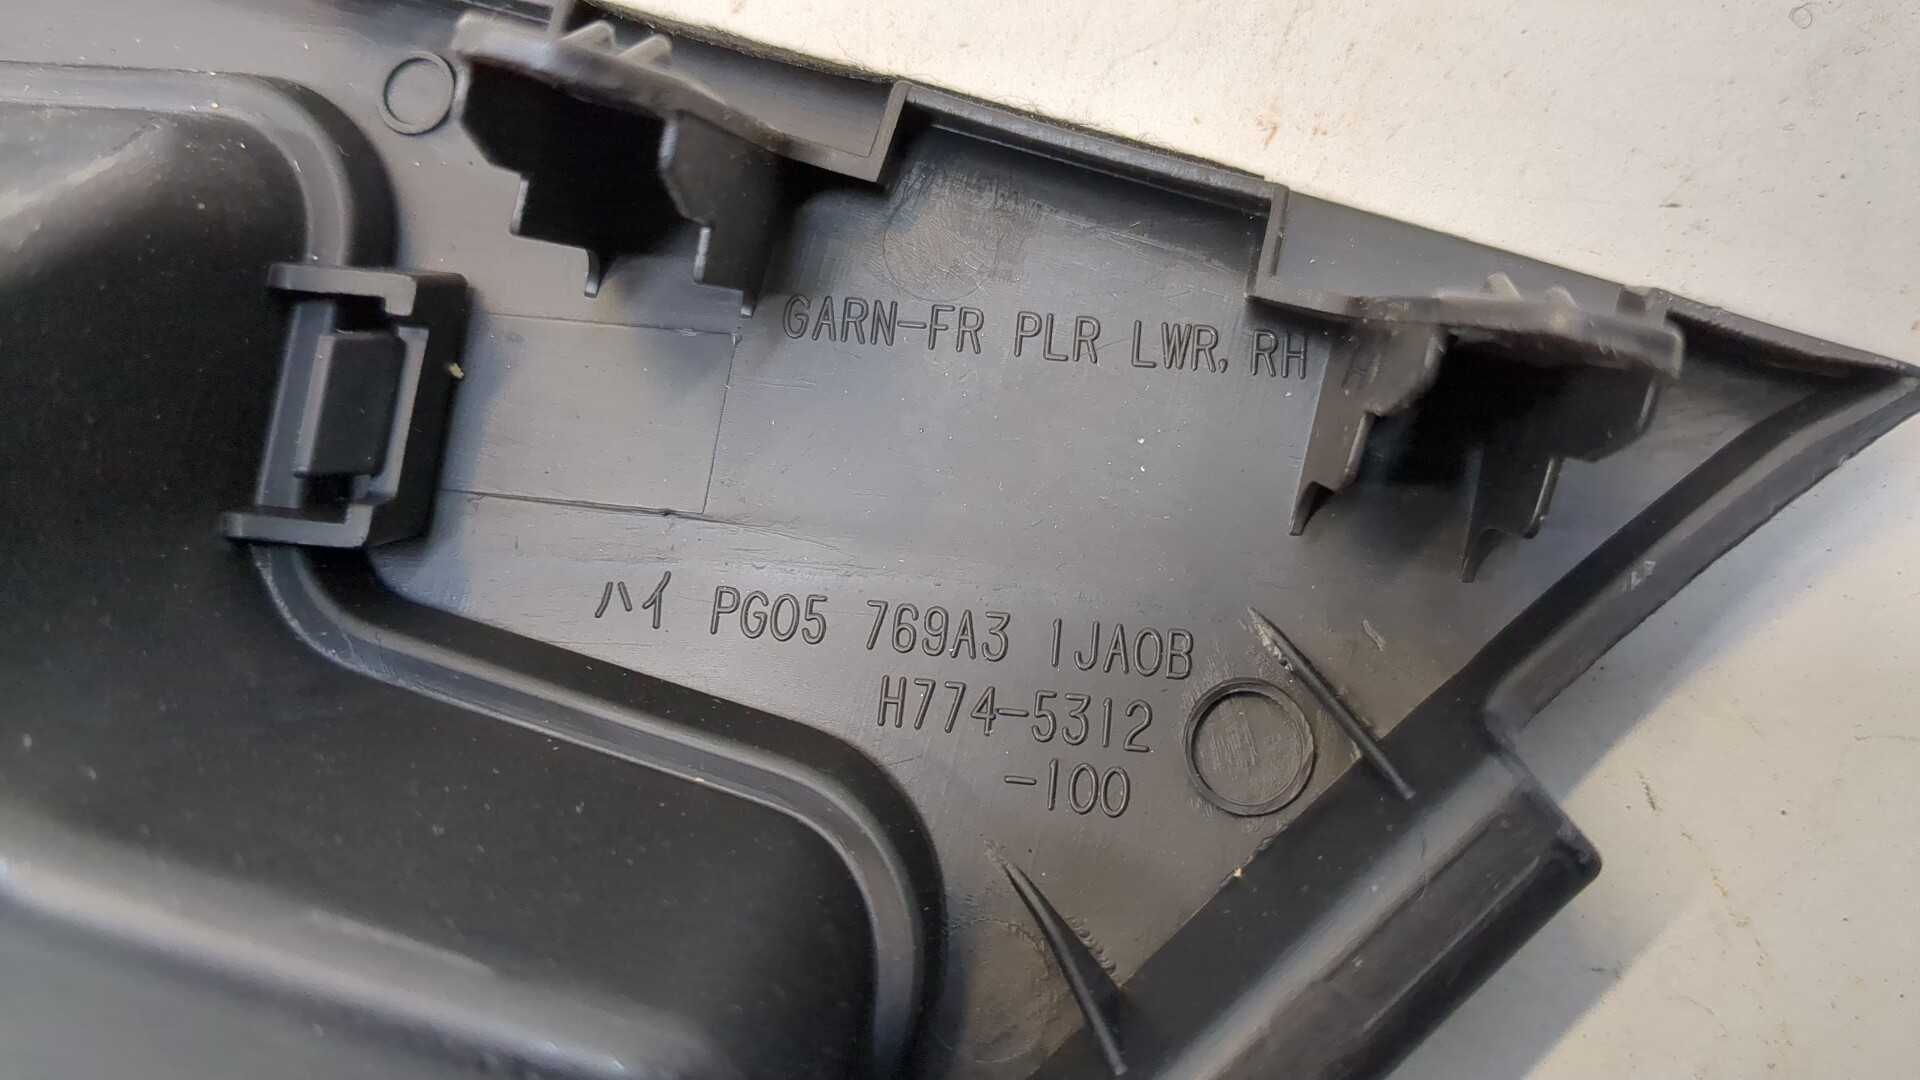 GARN-FR PLR LWR, RH
ハイ PG05 769A3 1JA0B
H774-5312
-100